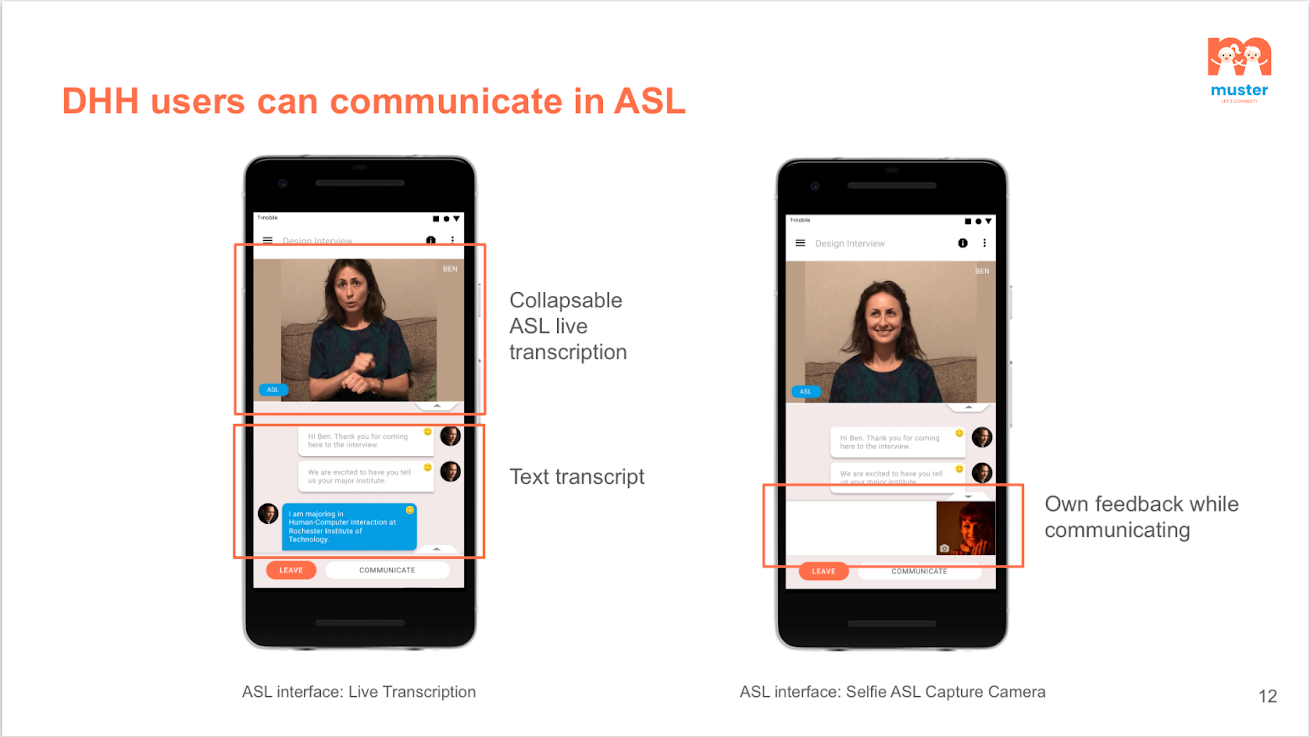 muster
LET'S CONNECT!
DHH users can communicate in ASL
T-mobile
Design Interview
BEN
ASL
Hi Ben. Thank you for coming
here to the interview.
We are excited to have you tell
us your major institute.
I am majoring in
Human-Computer Interaction at
Rochester Institute of
Technology.
LEAVE
COMMUNICATE
Collapsable
ASL live
transcription
Text transcript
T-mobile
Design Interview
BEN
ASL
Hi Ben. Thank you for coming
here to the interview.
We are excited to have you tell
us your major institute.
LEAVE
COMMUNICATE
Own feedback while
communicating
ASL interface: Live Transcription
ASL interface: Selfie ASL Capture Camera
12